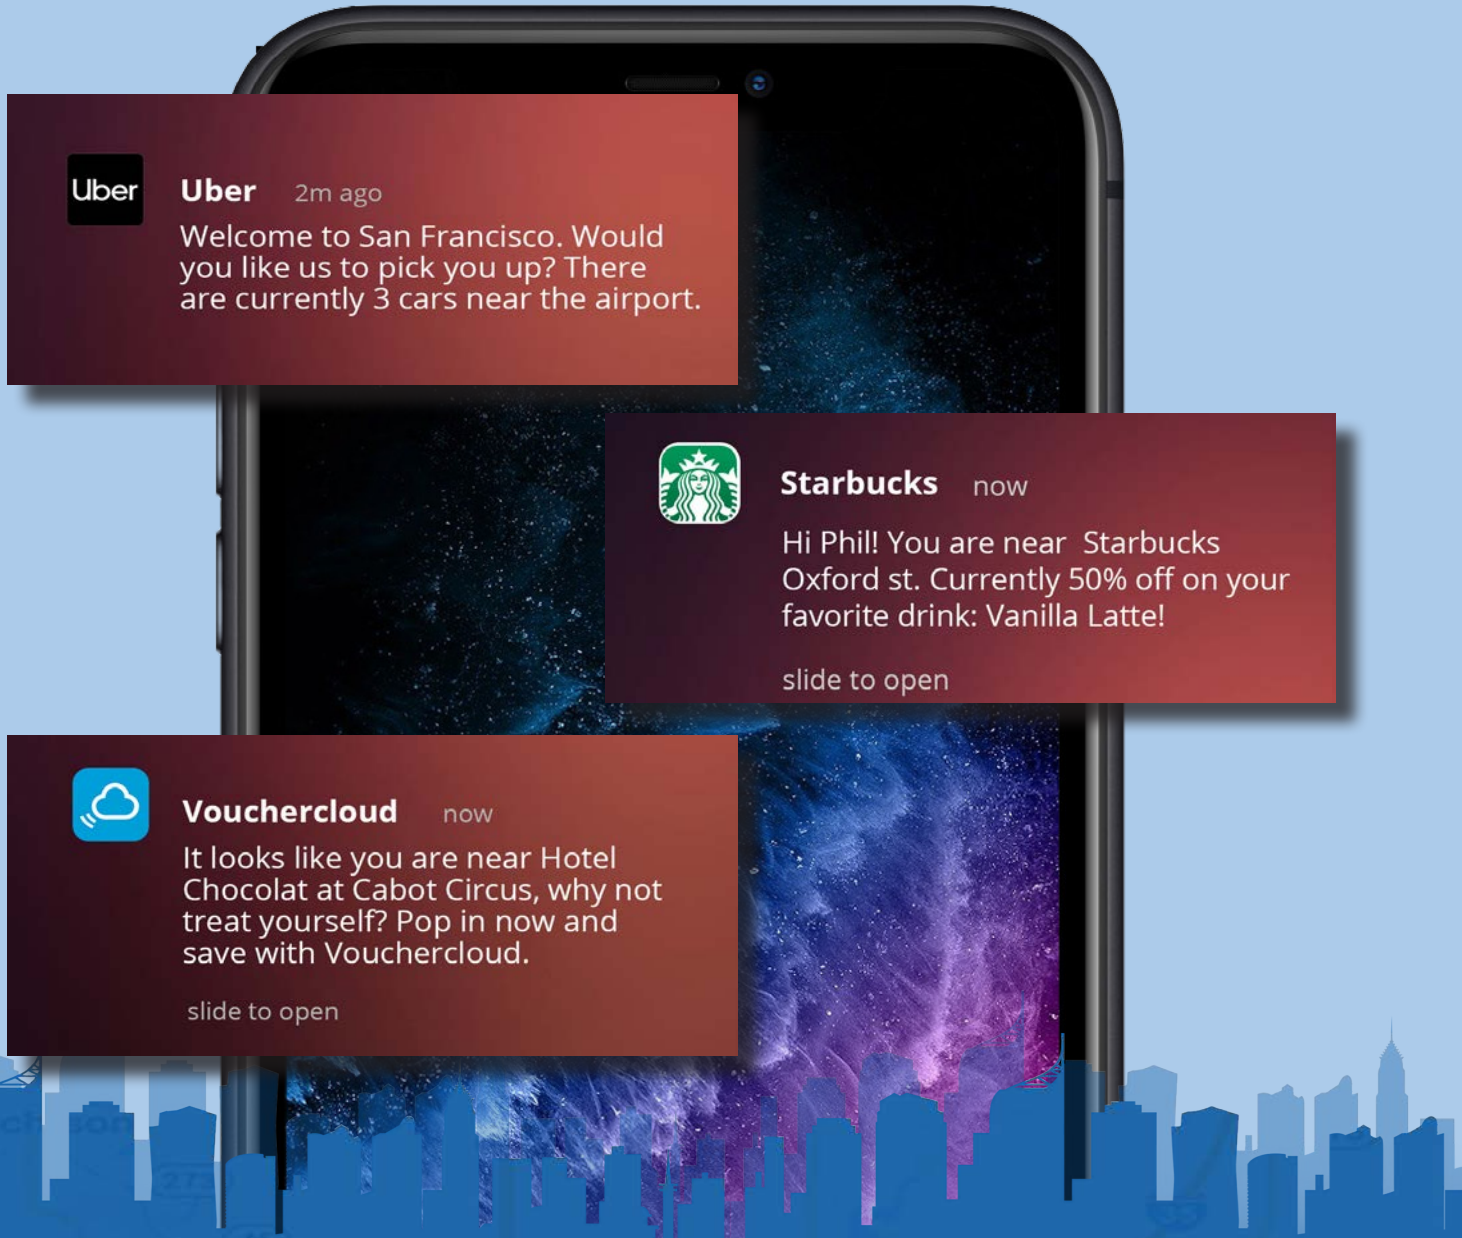 Uber
Uber 2m ago
Welcome to San Francisco. Would
you like us to pick you up? There
are currently 3 cars near the airport.
Starbucks now
Hi Phil! You are near Starbucks
Oxford st. Currently 50% off on your
favorite drink: Vanilla Latte!
slide to open
Vouchercloud now
It looks like you are near Hotel
Chocolat at Cabot Circus, why not
treat yourself? Pop in now and
save with Vouchercloud.
slide to open
273